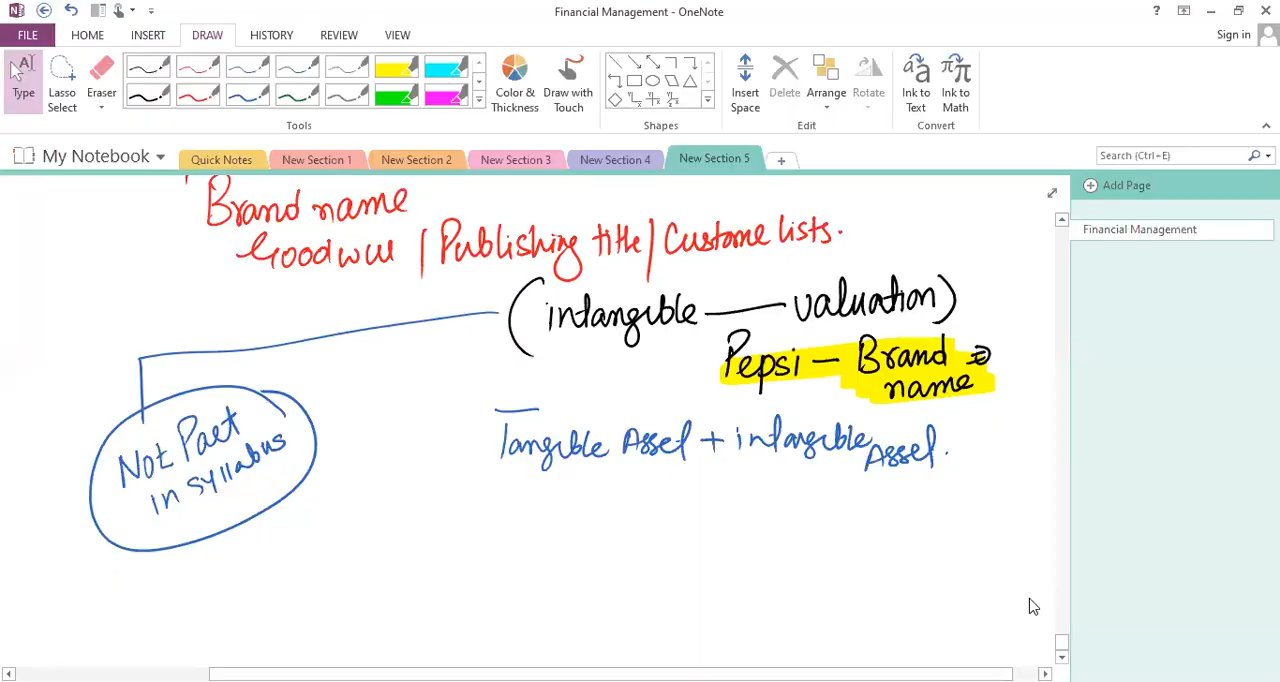 Financial Management - OneNote
Sign in
FILE HOME INSERT DRAW HISTORY REVIEW VIEW
Type Lasso Select Eraser Color & Thickness Draw with Touch Insert Space Delete Arrange Rotate Ink to Text Ink to Math
Tools Shapes Edit Convert
My Notebook Quick Notes New Section 1 New Section 2 New Section 3 New Section 4 New Section 5 Search (Ctrl+E)
Add Page
Financial Management
Brand name
Goodwill / Publishing title / Custome lists.
(intangible — valuation)
Pepsi — Brand
name
Tangible Asset + intangible Asset.
Not Part
in syllabus